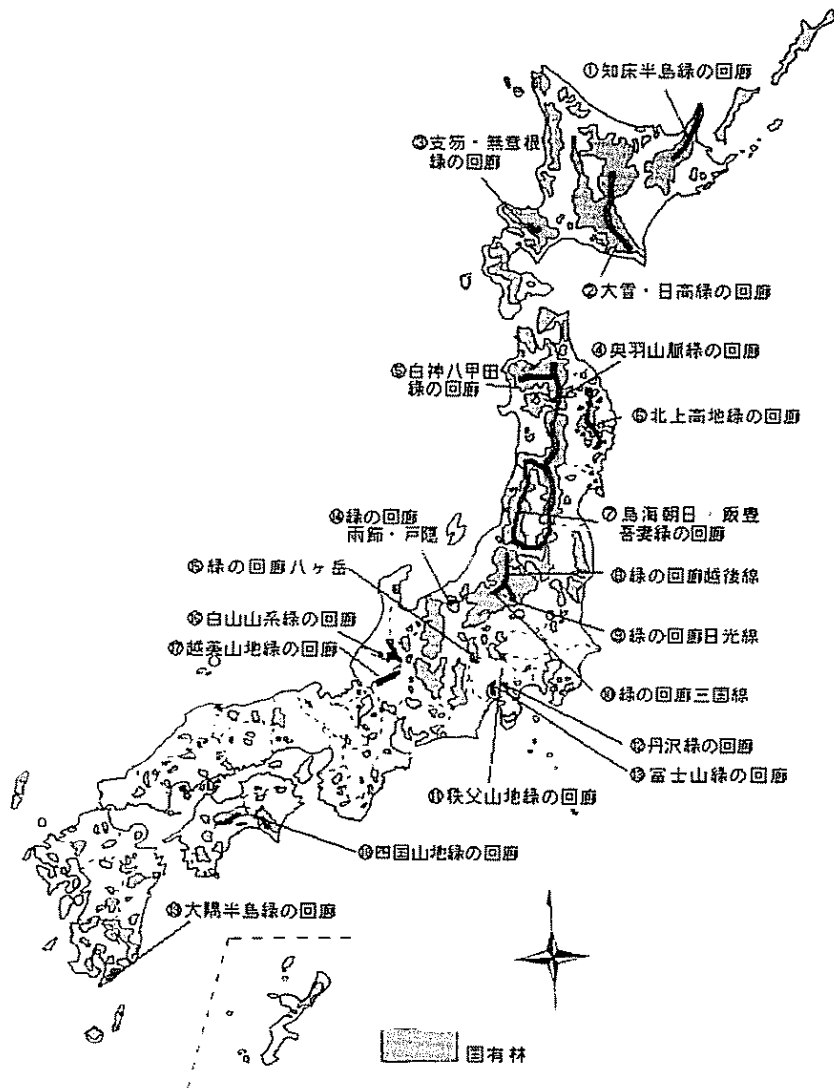 ①知床半島緑の回廊
③支笏・無意根
緑の回廊
②大雪・日高緑の回廊
④奥羽山脈緑の回廊
⑤白神八甲田
緑の回廊
⑥北上高地緑の回廊
⑦鳥海朝日・飯豊
吾妻緑の回廊
⑭緑の回廊
雨飾・戸隠
⑮緑の回廊八ヶ岳
⑧緑の回廊越後線
⑯白山山系緑の回廊
⑰越美山地緑の回廊
⑨緑の回廊日光線
⑩緑の回廊三国線
⑫丹沢緑の回廊
⑬富士山緑の回廊
⑪秩父山地緑の回廊
⑱四国山地緑の回廊
⑲大隅半島緑の回廊
国有林